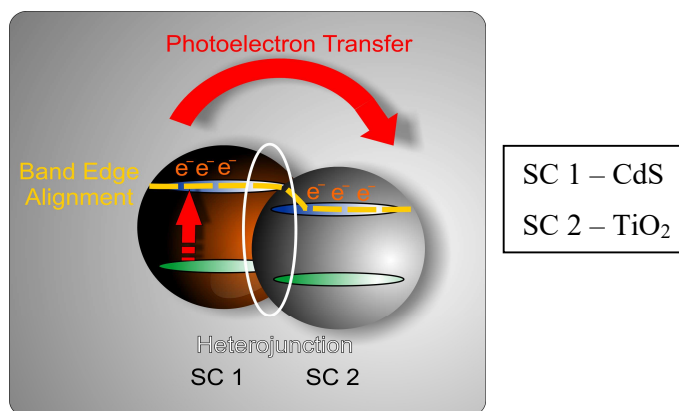 Photoelectron Transfer
Band Edge
Alignment
e⁻ e⁻ e⁻
e⁻ e⁻ e⁻
Heterojunction
SC 1 SC 2
SC 1 – CdS
SC 2 – TiO₂